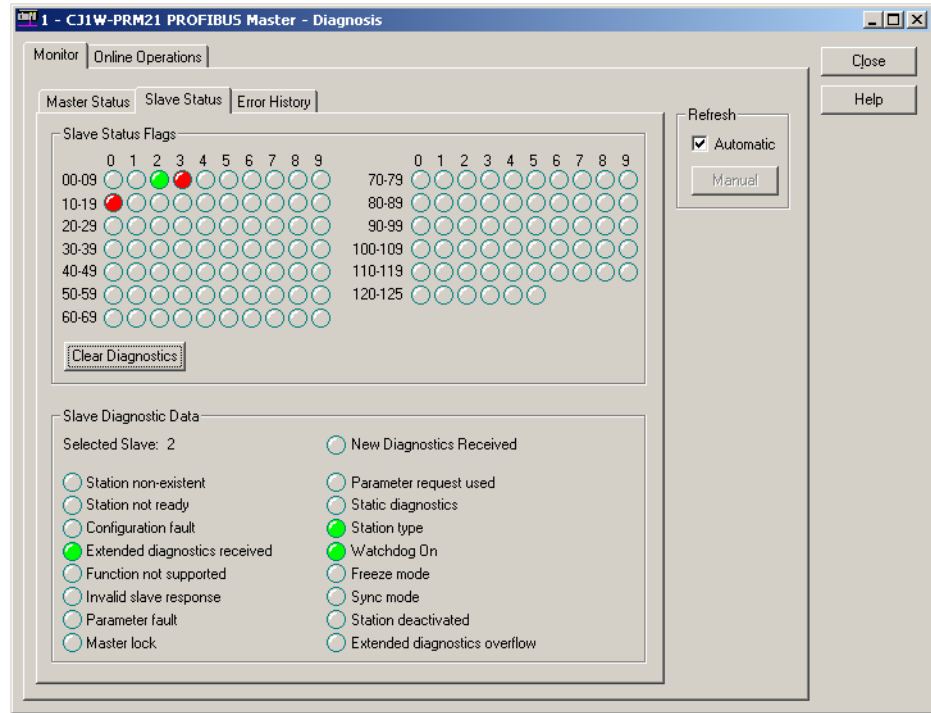 1 - CJ1W-PRM21 PROFIBUS Master - Diagnosis
Monitor Online Operations
Close
Help
Master Status Slave Status Error History
Refresh
Automatic
Manual
Slave Status Flags
0 1 2 3 4 5 6 7 8 9 0 1 2 3 4 5 6 7 8 9
00-09 70-79
10-19 80-89
20-29 90-99
30-39 100-109
40-49 110-119
50-59 120-125
60-69
Clear Diagnostics
Slave Diagnostic Data
Selected Slave: 2 New Diagnostics Received
Station non-existent Parameter request used
Station not ready Static diagnostics
Configuration fault Station type
Extended diagnostics received Watchdog On
Function not supported Freeze mode
Invalid slave response Sync mode
Parameter fault Station deactivated
Master lock Extended diagnostics overflow